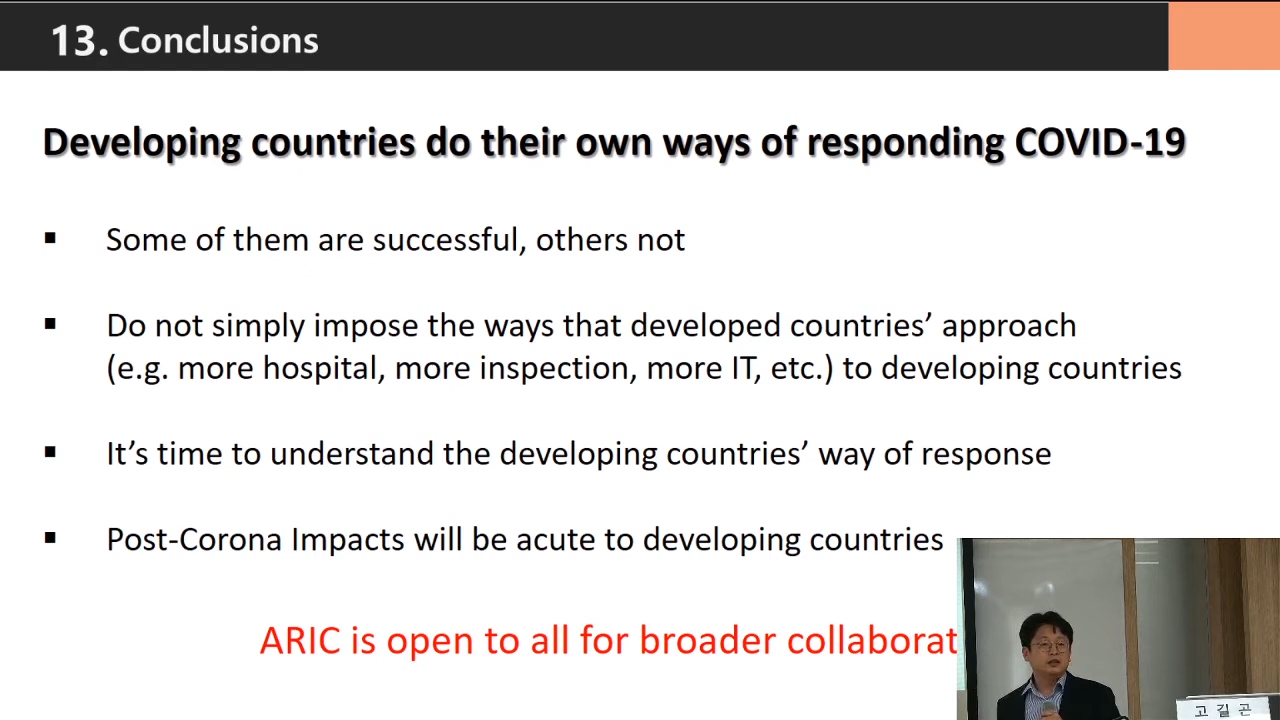 13. Conclusions
Developing countries do their own ways of responding COVID-19
▪ Some of them are successful, others not
▪ Do not simply impose the ways that developed countries’ approach
(e.g. more hospital, more inspection, more IT, etc.) to developing countries
▪ It’s time to understand the developing countries’ way of response
▪ Post-Corona Impacts will be acute to developing countries
ARIC is open to all for broader collaborat
고 길 곤